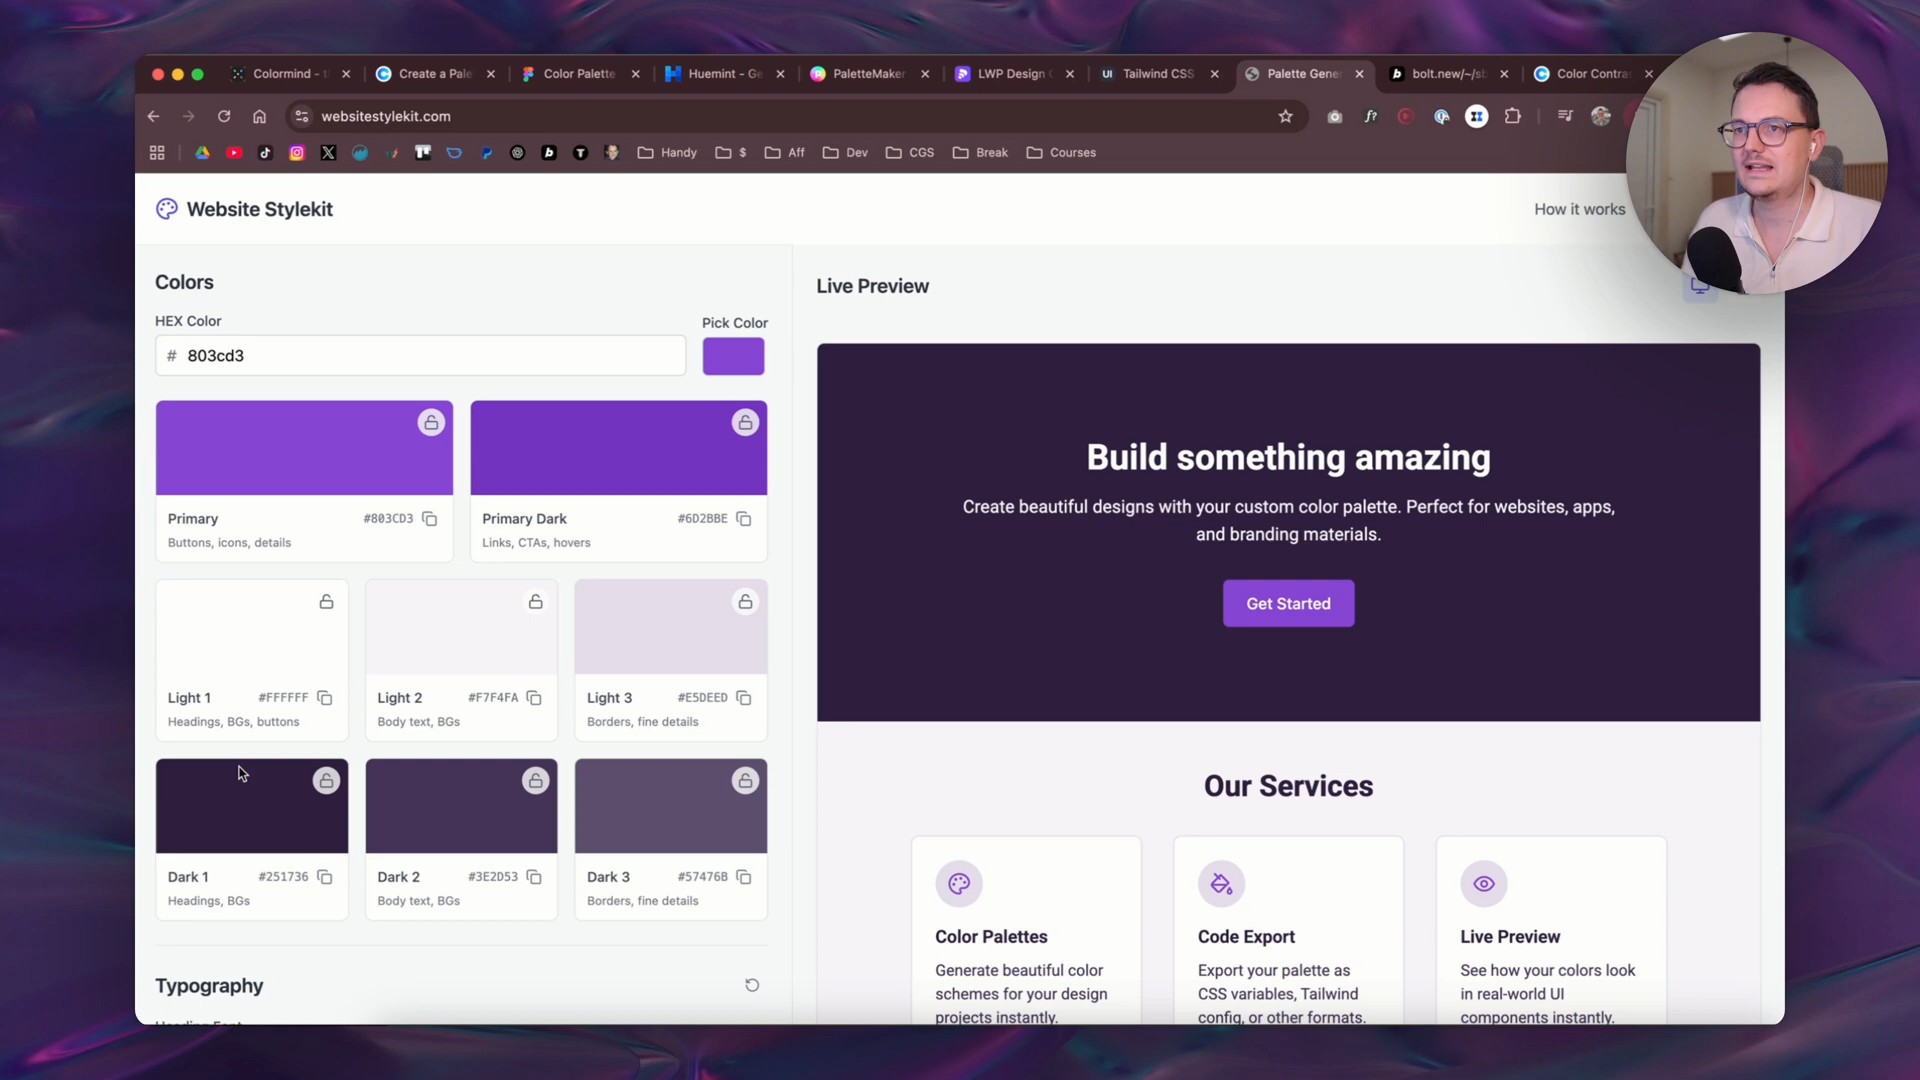 Colormind - t
Create a Pale
Color Palette
Huemint - Ge
PaletteMaker
LWP Design C
UI
Tailwind CSS
Palette Gene
bolt.new/~/sb
Color Contra
websitestylekit.com
f?
Handy
$
Aff
Dev
CGS
Break
Courses
Website Stylekit
How it works
Colors
HEX Color
Pick Color
# 803cd3
Primary #803CD3
Buttons, icons, details
Primary Dark #6D2BBE
Links, CTAs, hovers
Light 1 #FFFFFF
Headings, BGs, buttons
Light 2 #F7F4FA
Body text, BGs
Light 3 #E5DEED
Borders, fine details
Dark 1 #251736
Headings, BGs
Dark 2 #3E2D53
Body text, BGs
Dark 3 #57476B
Borders, fine details
Typography
Live Preview
Build something amazing
Create beautiful designs with your custom color palette. Perfect for websites, apps,
and branding materials.
Get Started
Our Services
Color Palettes
Generate beautiful color
schemes for your design
projects instantly.
Code Export
Export your palette as
CSS variables, Tailwind
config, or other formats.
Live Preview
See how your colors look
in real-world UI
components instantly.